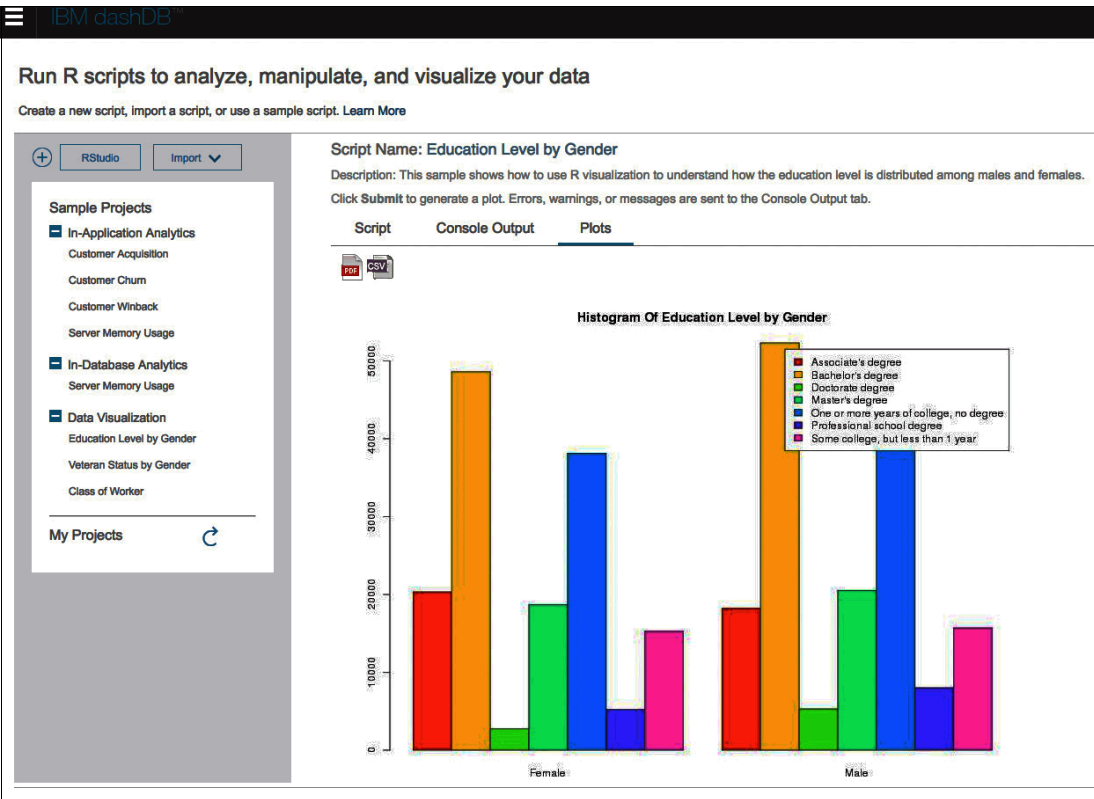 IBM dashDB™
Run R scripts to analyze, manipulate, and visualize your data
Create a new script, import a script, or use a sample script. Learn More
RStudio
Import
Sample Projects
In-Application Analytics
Customer Acquisition
Customer Churn
Customer Winback
Server Memory Usage
In-Database Analytics
Server Memory Usage
Data Visualization
Education Level by Gender
Veteran Status by Gender
Class of Worker
My Projects
Script Name: Education Level by Gender
Description: This sample shows how to use R visualization to understand how the education level is distributed among males and females.
Click Submit to generate a plot. Errors, warnings, or messages are sent to the Console Output tab.
Script Console Output Plots
PDF CSV
Histogram Of Education Level by Gender
Associate's degree
Bachelor's degree
Doctorate degree
Master's degree
One or more years of college, no degree
Professional school degree
Some college, but less than 1 year
50000
40000
30000
20000
10000
0
Female Male